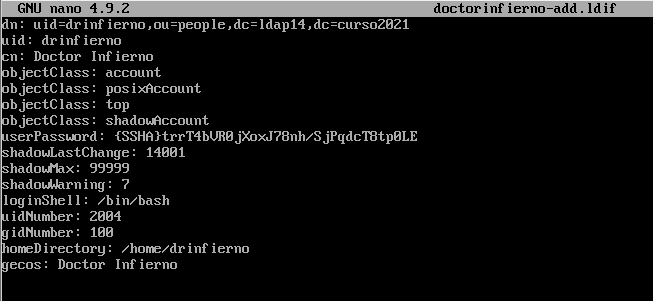 GNU nano 4.9.2 doctorinfierno-add.ldif
dn: uid=drinfierno,ou=people,dc=ldap14,dc=curso2021
uid: drinfierno
cn: Doctor Infierno
objectClass: account
objectClass: posixAccount
objectClass: top
objectClass: shadowAccount
userPassword: {SSHA}trrT4bVR0jXoxJ78nh/SjPqdcT8tp0LE
shadowLastChange: 14001
shadowMax: 99999
shadowWarning: 7
loginShell: /bin/bash
uidNumber: 2004
gidNumber: 100
homeDirectory: /home/drinfierno
gecos: Doctor Infierno